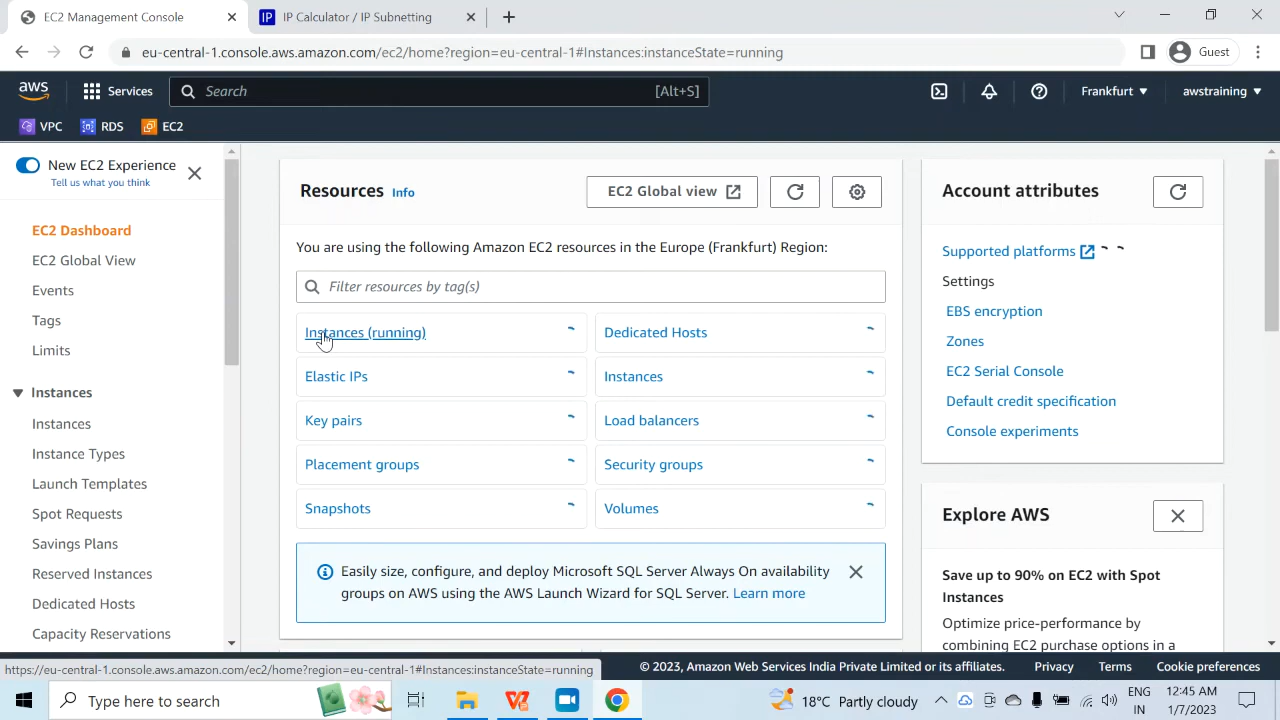 EC2 Management Console
IP
IP Calculator / IP Subnetting
eu-central-1.console.aws.amazon.com/ec2/home?region=eu-central-1#Instances:instanceState=running
Guest
aws
Services
Search
[Alt+S]
Frankfurt
awstraining
VPC
RDS
EC2
New EC2 Experience
Tell us what you think
EC2 Dashboard
EC2 Global View
Events
Tags
Limits
Instances
Instances
Instance Types
Launch Templates
Spot Requests
Savings Plans
Reserved Instances
Dedicated Hosts
Capacity Reservations
Resources Info
EC2 Global view
You are using the following Amazon EC2 resources in the Europe (Frankfurt) Region:
Filter resources by tag(s)
Instances (running)
Dedicated Hosts
Elastic IPs
Instances
Key pairs
Load balancers
Placement groups
Security groups
Snapshots
Volumes
Easily size, configure, and deploy Microsoft SQL Server Always On availability
groups on AWS using the AWS Launch Wizard for SQL Server. Learn more
Account attributes
Supported platforms
Settings
EBS encryption
Zones
EC2 Serial Console
Default credit specification
Console experiments
Explore AWS
Save up to 90% on EC2 with Spot
Instances
Optimize price-performance by
combining EC2 purchase options in a
https://eu-central-1.console.aws.amazon.com/ec2/home?region=eu-central-1#Instances:instanceState=running
© 2023, Amazon Web Services India Private Limited or its affiliates.
Privacy
Terms
Cookie preferences
Type here to search
18°C Partly cloudy
ENG
IN
12:45 AM
1/7/2023